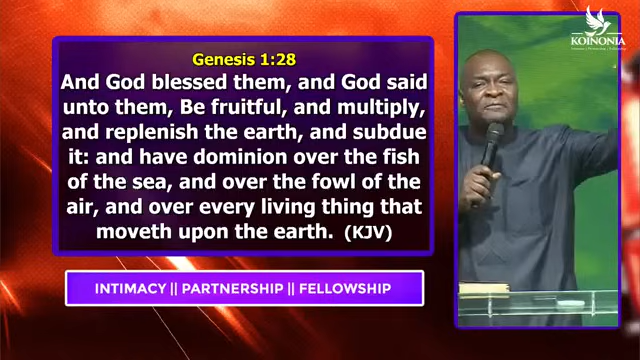 Genesis 1:28
And God blessed them, and God said
unto them, Be fruitful, and multiply,
and replenish the earth, and subdue
it: and have dominion over the fish
of the sea, and over the fowl of the
air, and over every living thing that
moveth upon the earth. (KJV)
INTIMACY || PARTNERSHIP || FELLOWSHIP
KOINONIA